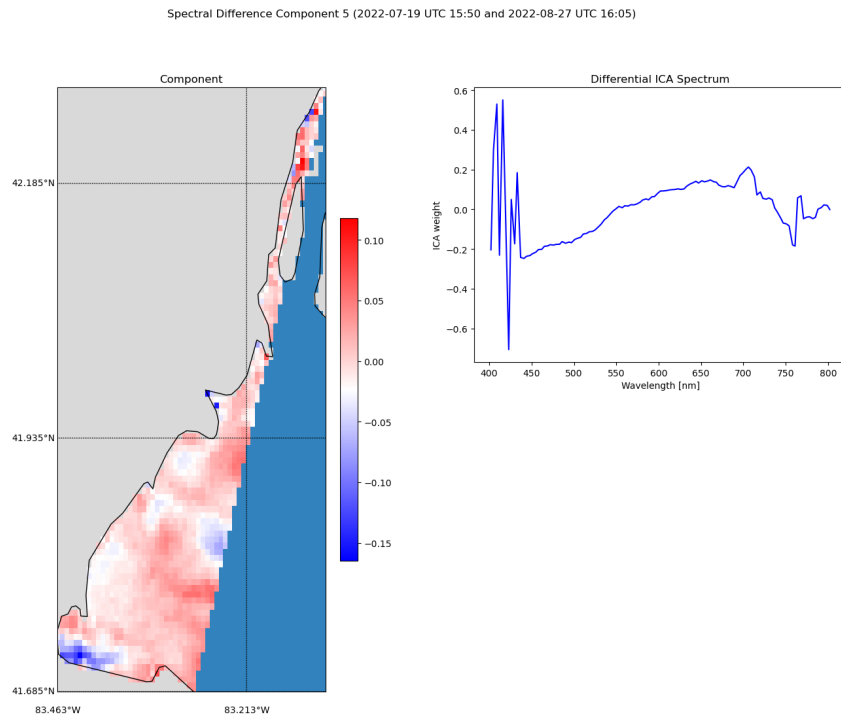 Spectral Difference Component 5 (2022-07-19 UTC 15:50 and 2022-08-27 UTC 16:05)
Component
42.185°N
41.935°N
41.685°N
83.463°W
83.213°W
0.10
0.05
0.00
−0.05
−0.10
−0.15
Differential ICA Spectrum
ICA weight
0.6
0.4
0.2
0.0
−0.2
−0.4
−0.6
400
450
500
550
600
650
700
750
800
Wavelength [nm]